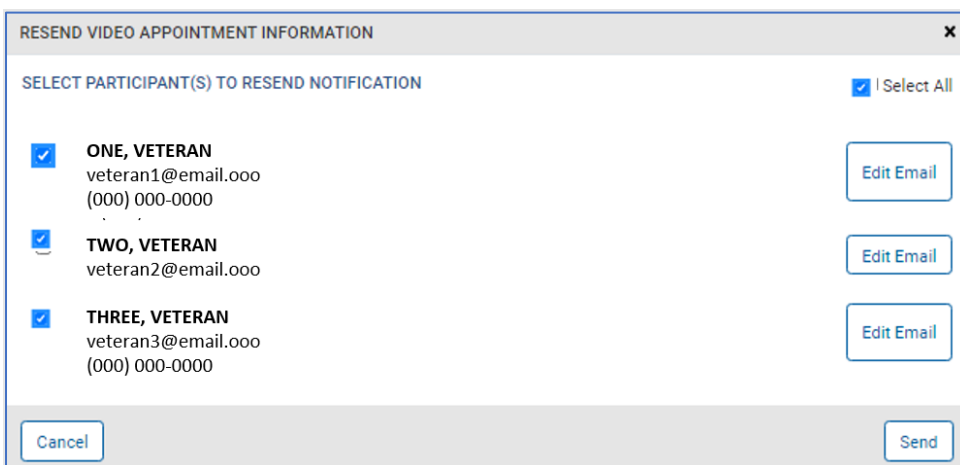 RESEND VIDEO APPOINTMENT INFORMATION x
SELECT PARTICIPANT(S) TO RESEND NOTIFICATION
Select All
ONE, VETERAN
veteran1@email.ooo
(000) 000-0000
Edit Email
TWO, VETERAN
veteran2@email.ooo
Edit Email
THREE, VETERAN
veteran3@email.ooo
(000) 000-0000
Edit Email
Cancel
Send